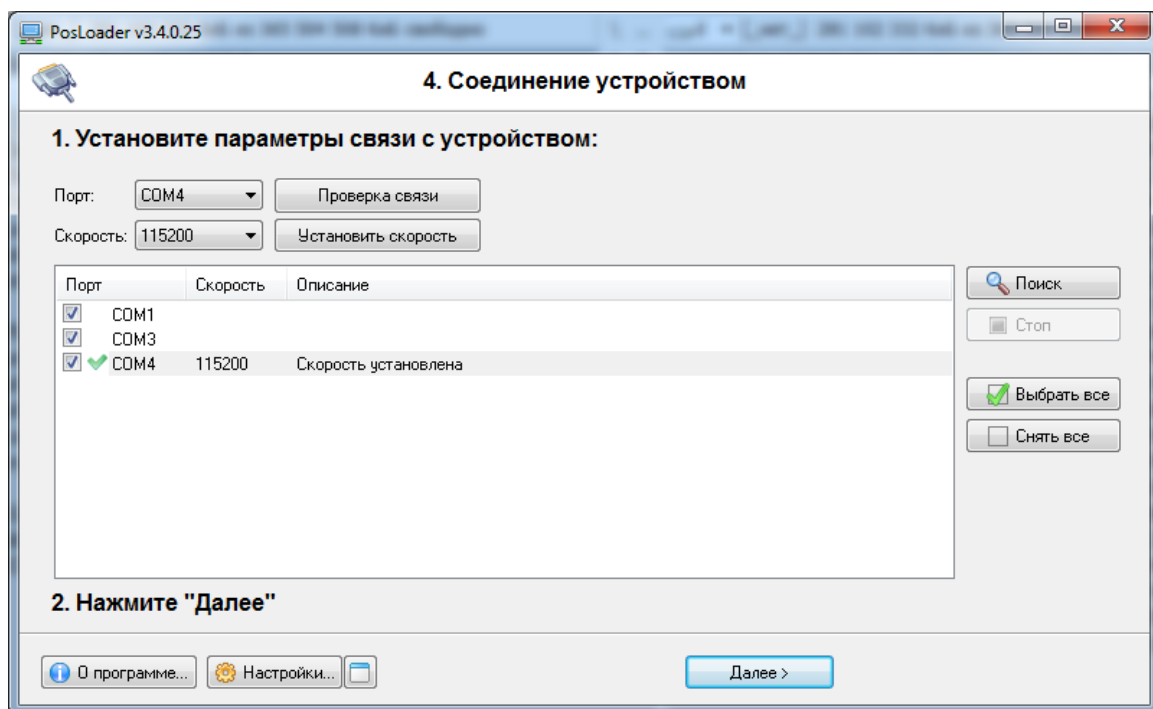 PosLoader v3.4.0.25
4. Соединение устройством
1. Установите параметры связи с устройством:
Порт: COM4 Проверка связи
Скорость: 115200 Установить скорость
Порт Скорость Описание
COM1
COM3
COM4 115200 Скорость установлена
Поиск
Стоп
Выбрать все
Снять все
2. Нажмите "Далее"
О программе... Настройки... Далее >